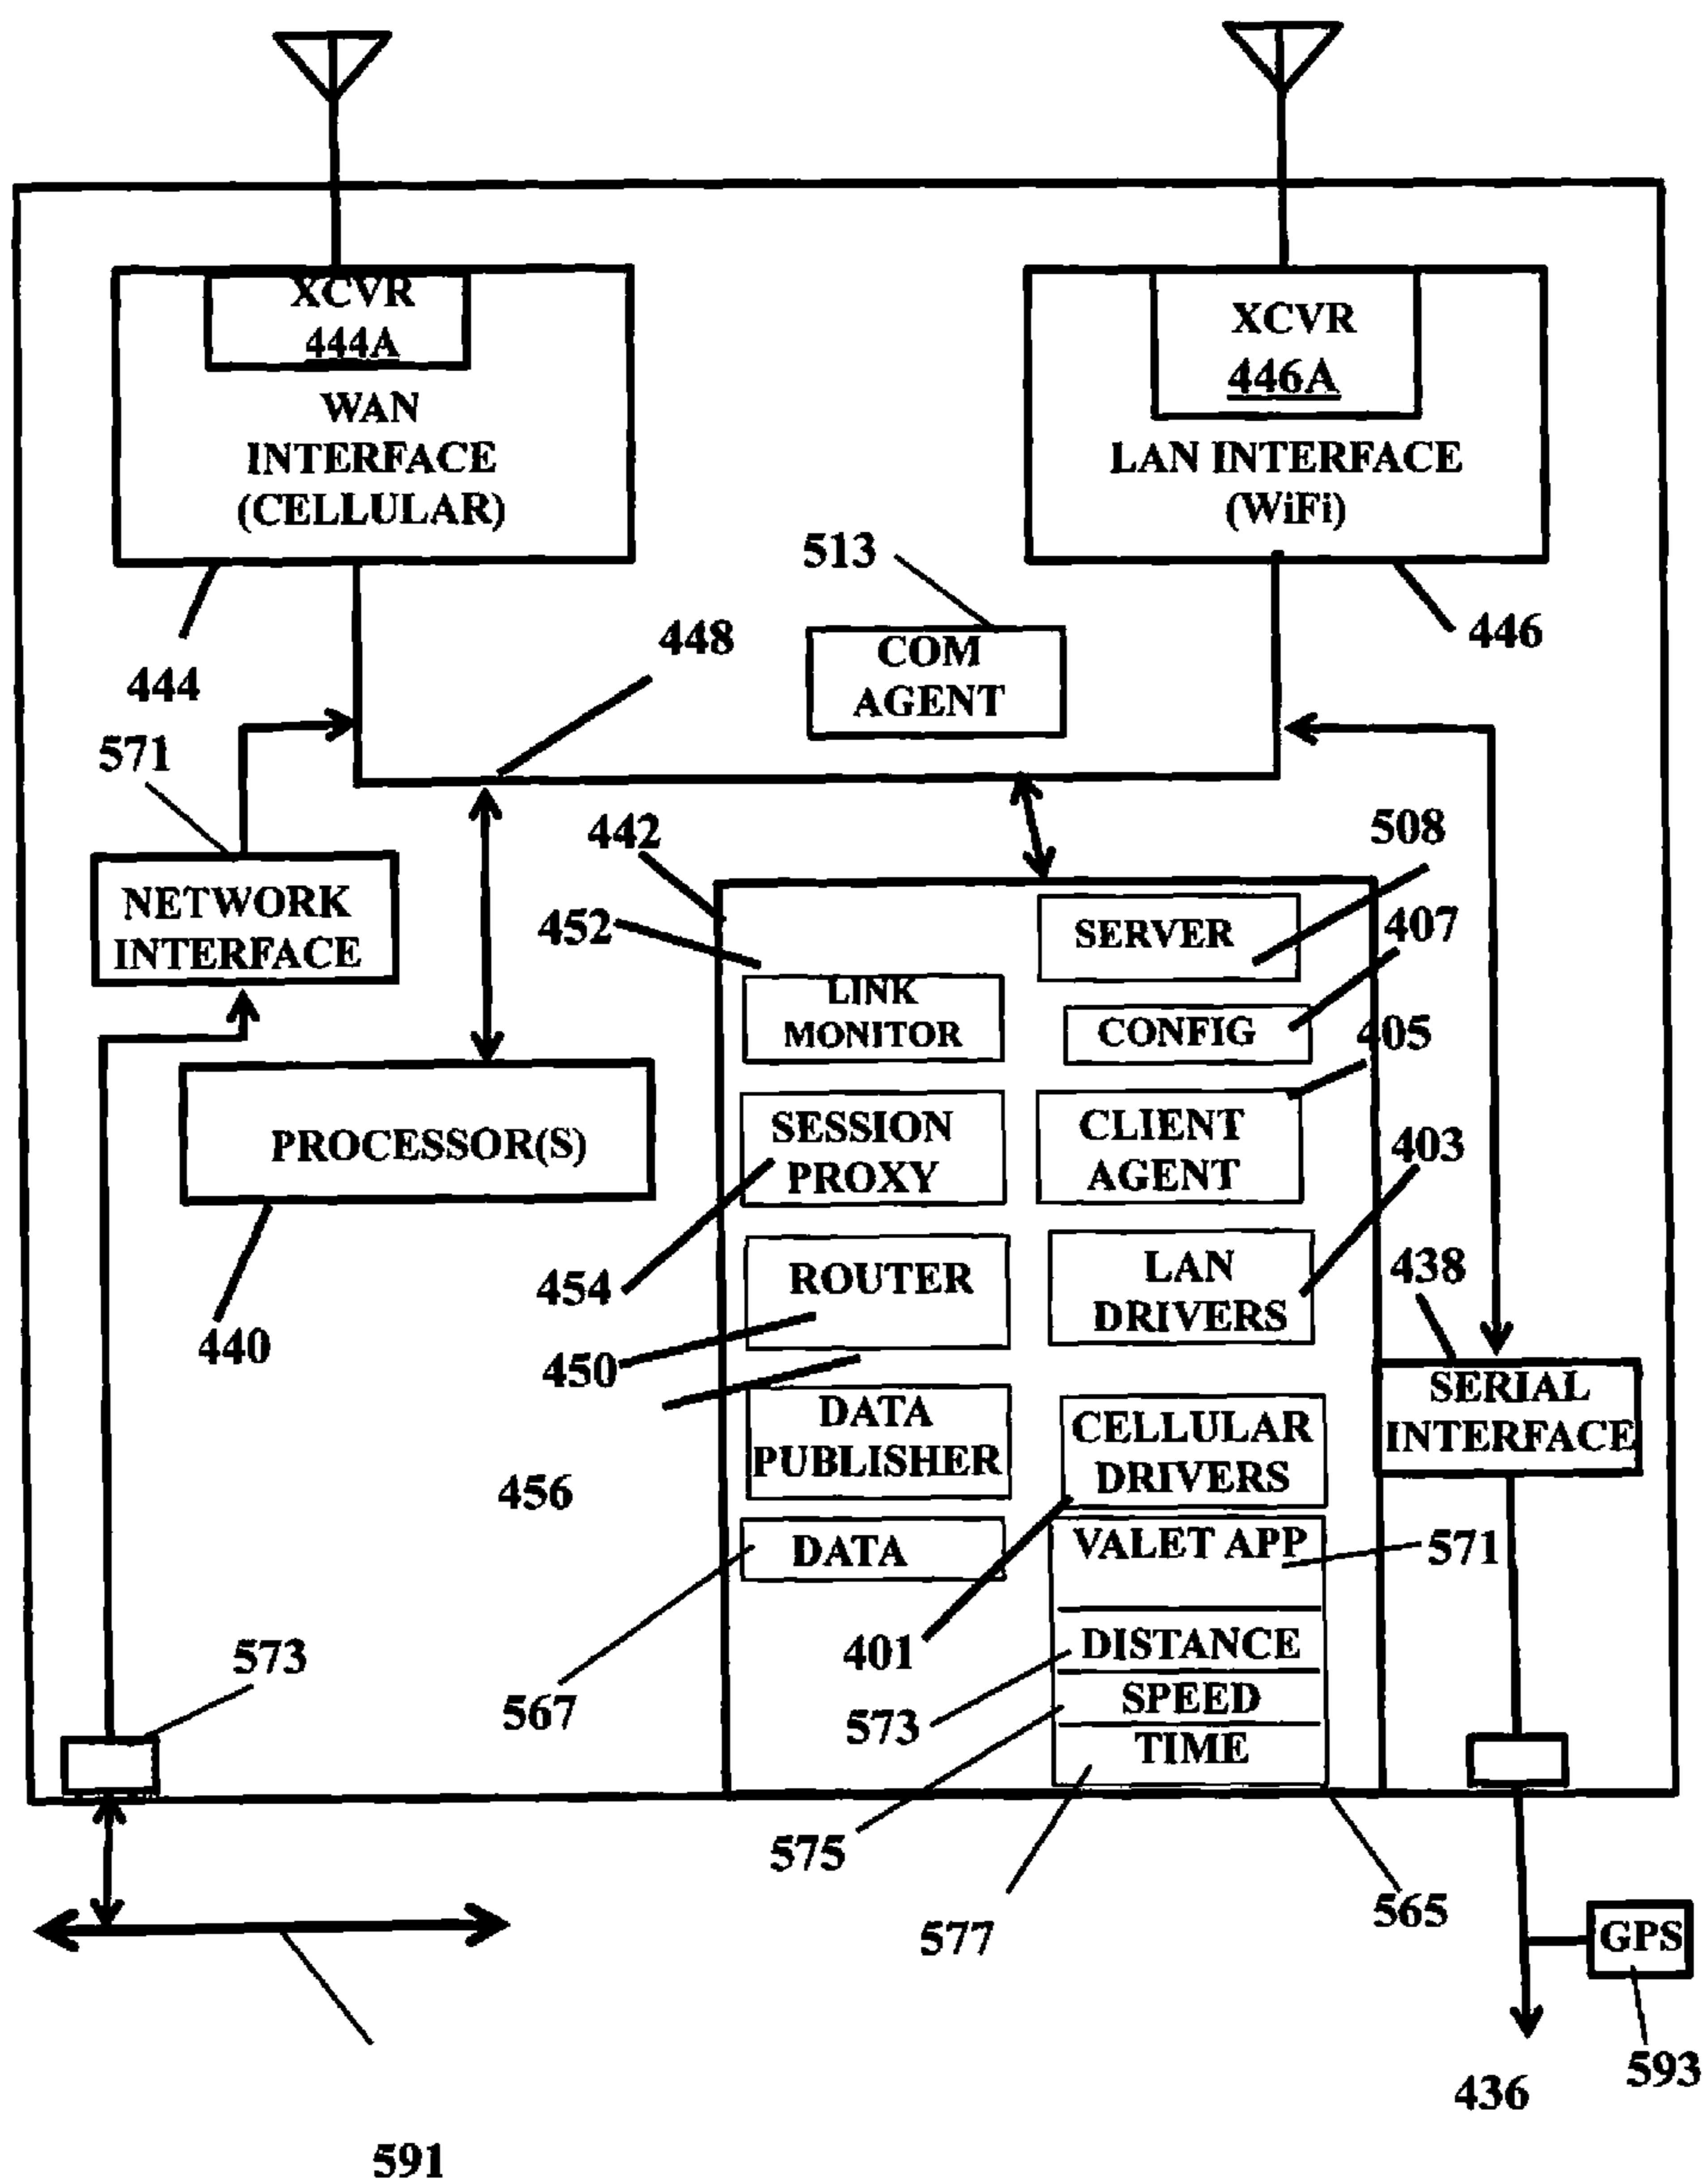 XCVR
444A
WAN
INTERFACE
(CELLULAR)
XCVR
446A
LAN INTERFACE
(WiFi)
513
COM
AGENT
444
448
446
571
NETWORK
INTERFACE
442
508
452
SERVER
407
LINK
MONITOR
CONFIG
405
PROCESSOR(S)
440
SESSION
PROXY
CLIENT
AGENT
403
454
ROUTER
LAN
DRIVERS
438
450
SERIAL
INTERFACE
DATA
PUBLISHER
CELLULAR
DRIVERS
456
DATA
VALET APP
571
401
DISTANCE
573
567
573
SPEED
TIME
575
577
565
GPS
593
436
591